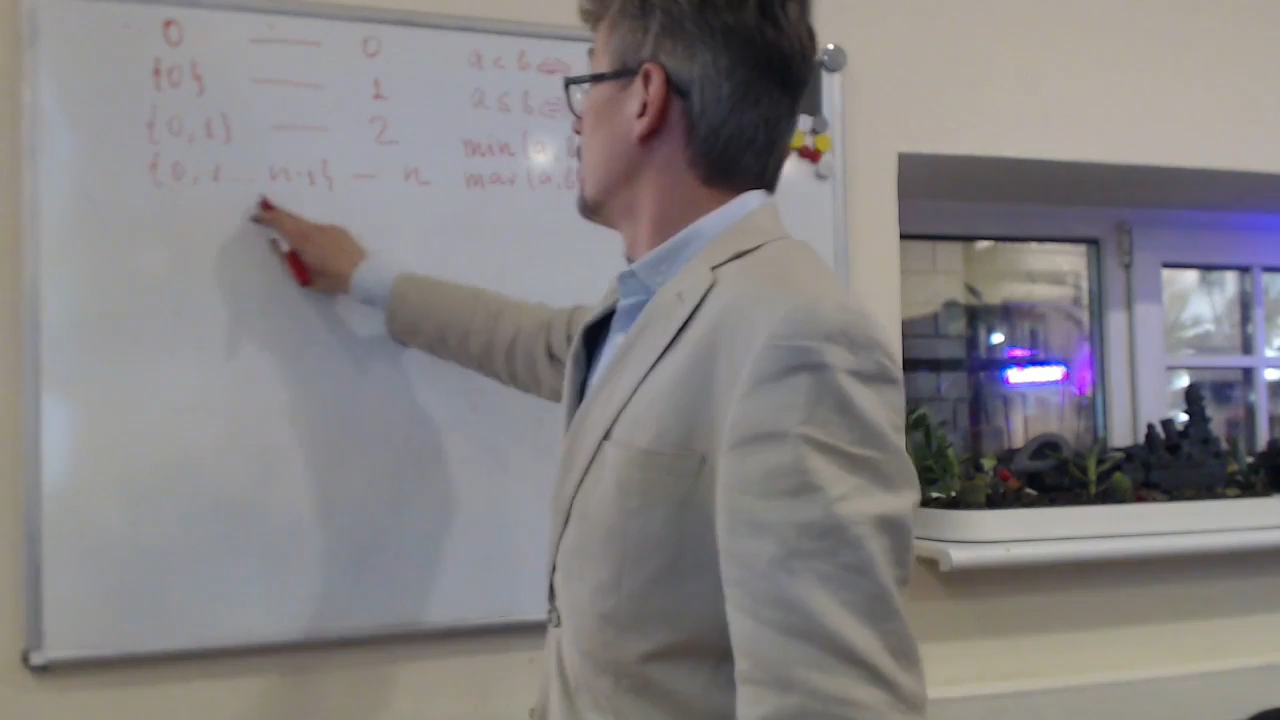 0 — 0
{0} — 1
{0,1} — 2
{0,1...n-1} — n
a < b ⇔
a ≤ b ⇔
min(a,
max(a,b